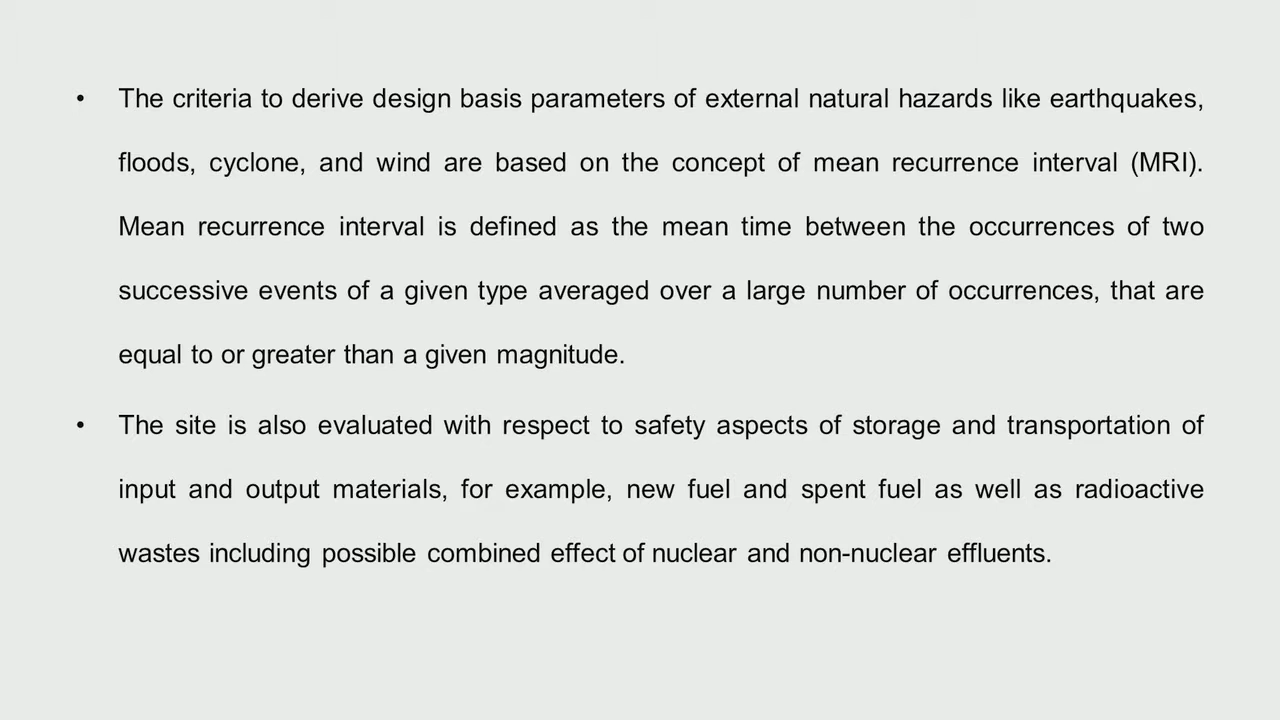 • The criteria to derive design basis parameters of external natural hazards like earthquakes,
floods, cyclone, and wind are based on the concept of mean recurrence interval (MRI).
Mean recurrence interval is defined as the mean time between the occurrences of two
successive events of a given type averaged over a large number of occurrences, that are
equal to or greater than a given magnitude.
• The site is also evaluated with respect to safety aspects of storage and transportation of
input and output materials, for example, new fuel and spent fuel as well as radioactive
wastes including possible combined effect of nuclear and non-nuclear effluents.